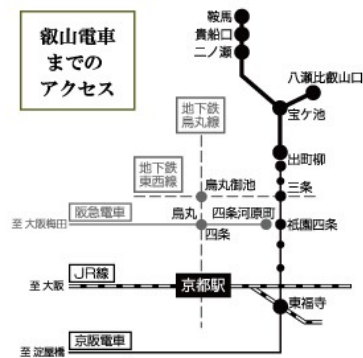 叡山電車
までの
アクセス
鞍馬
貴船口
二ノ瀬
八瀬比叡山口
宝ケ池
地下鉄
烏丸線
出町柳
地下鉄
東西線
烏丸御池
三条
阪急電車
烏丸
四条河原町
至 大阪梅田
四条
祇園四条
JR線
至 大阪
京都駅
東福寺
京阪電車
至 淀屋橋